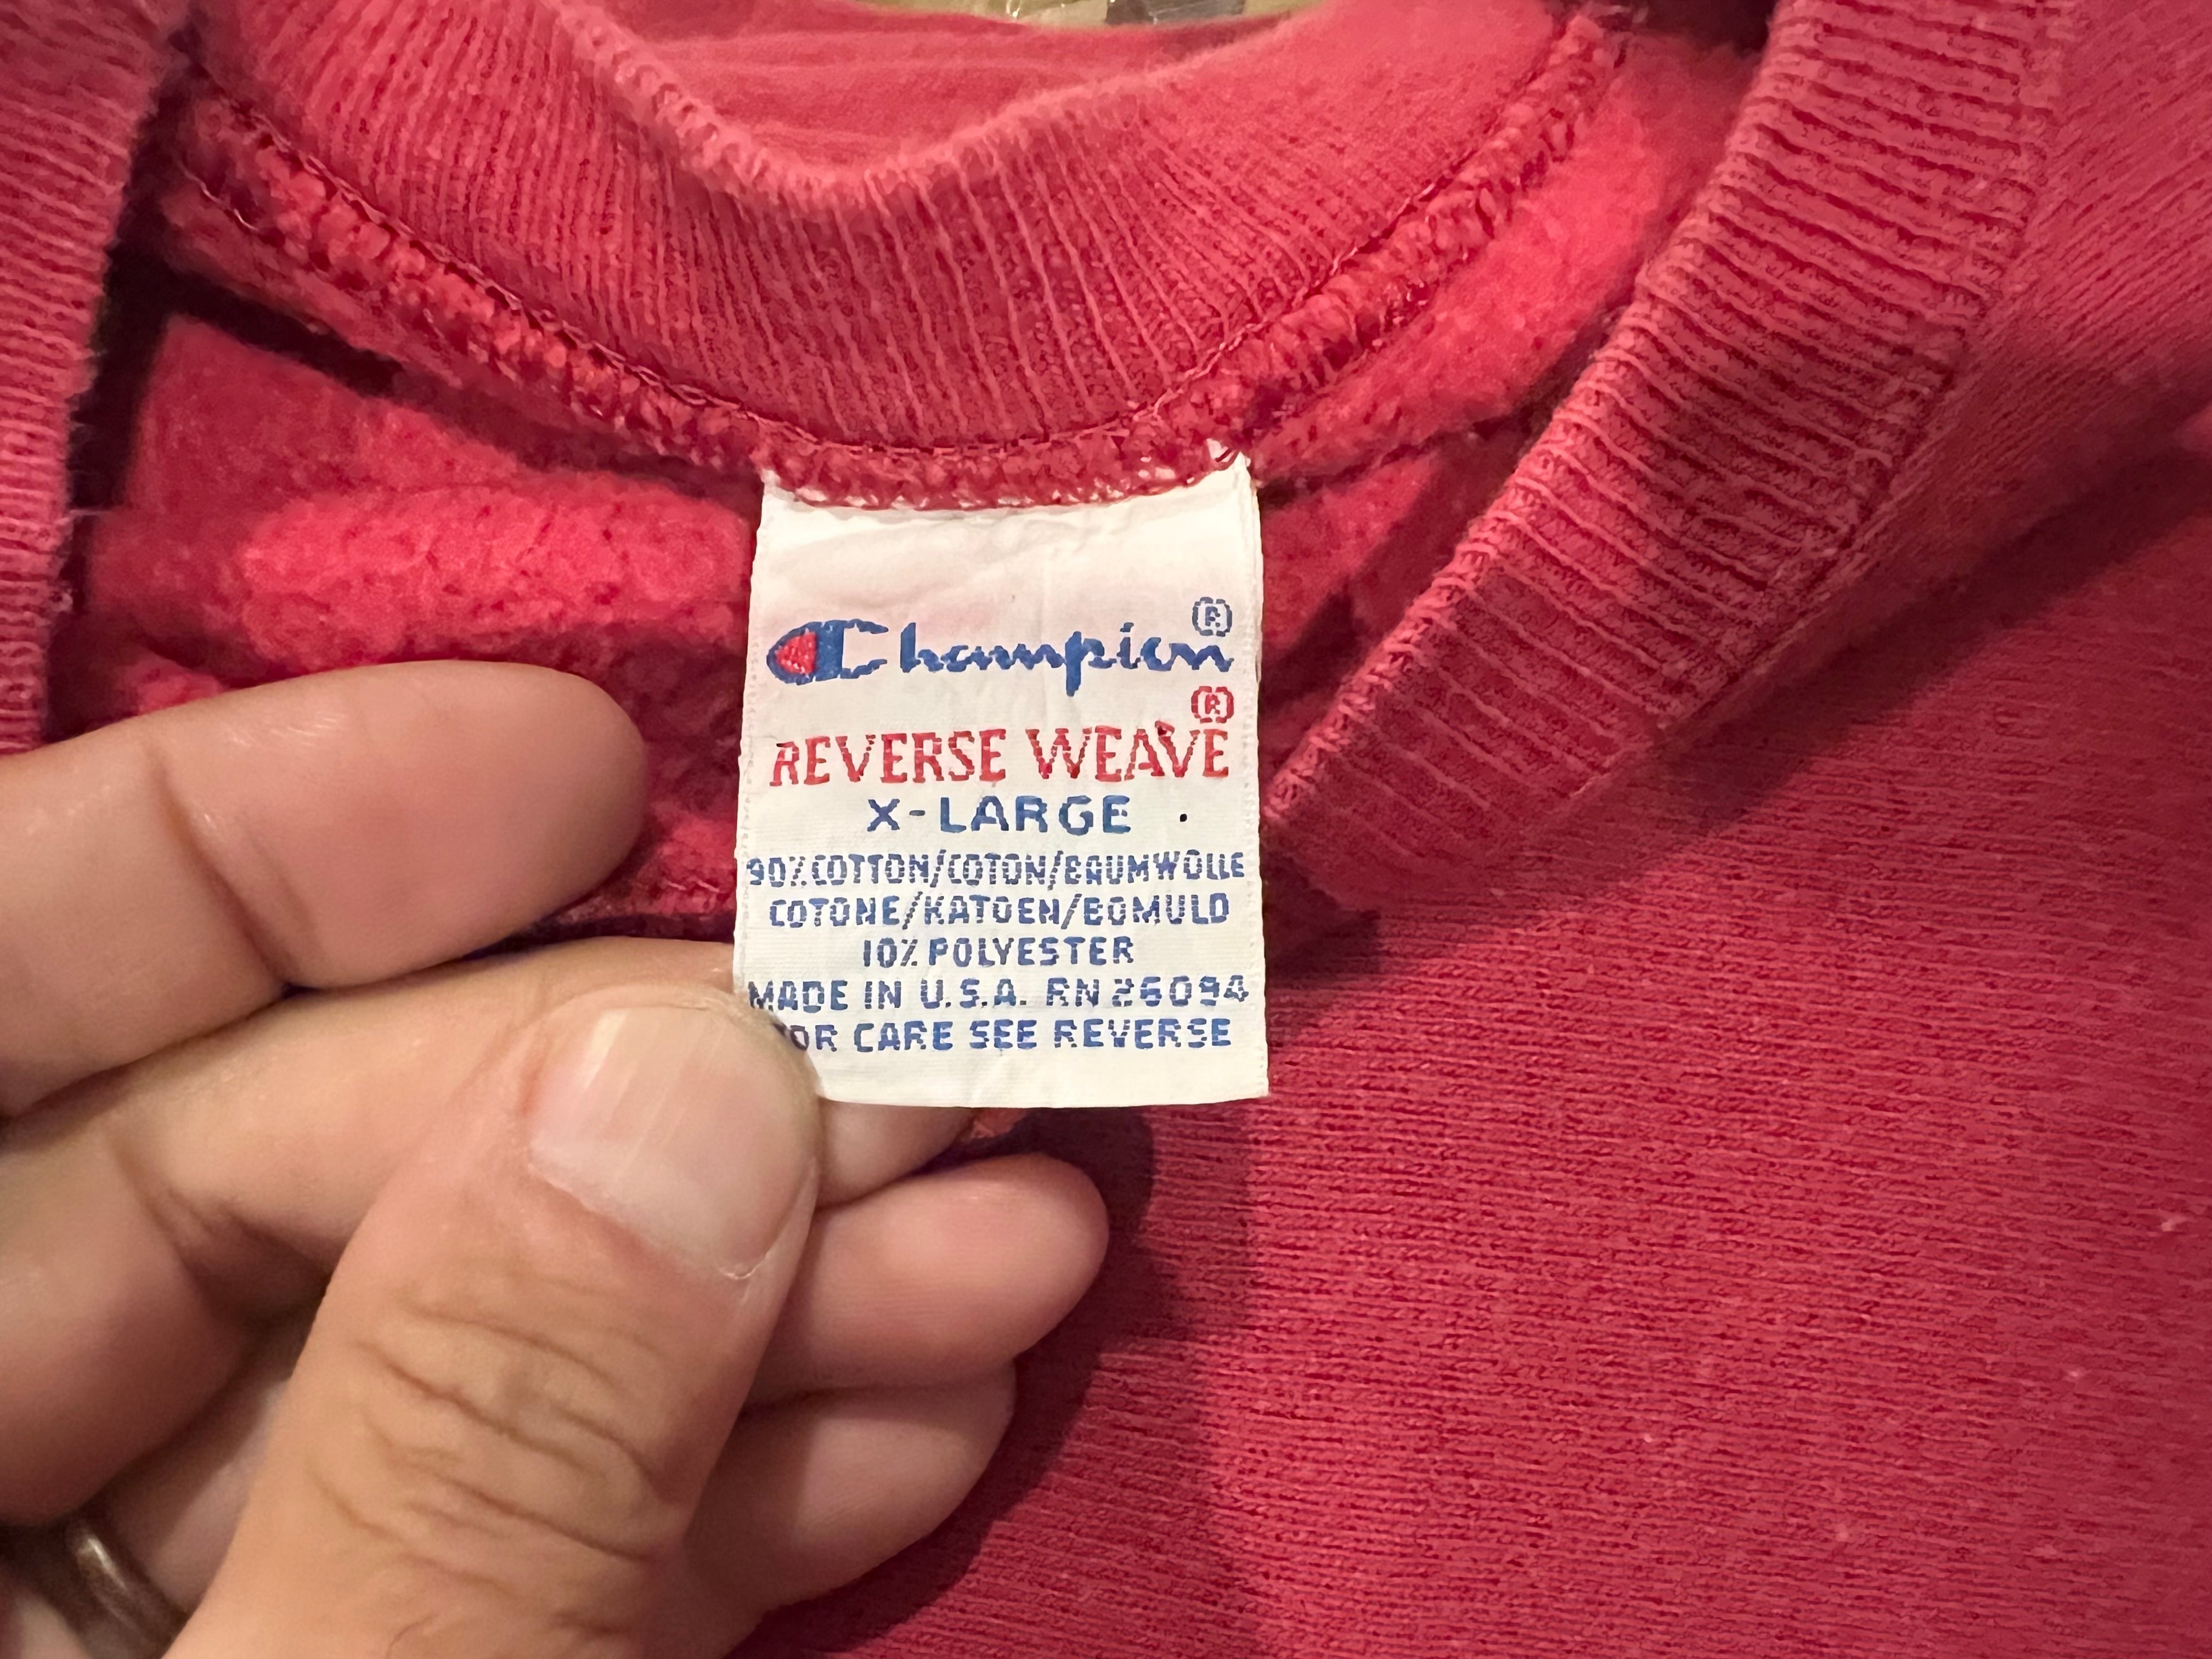 Champion®
REVERSE WEAVE®
X-LARGE
90% COTTON/COTON/BAUMWOLLE
COTONE/KATOEN/BOMULD
10% POLYESTER
MADE IN U.S.A. RN 26094
FOR CARE SEE REVERSE